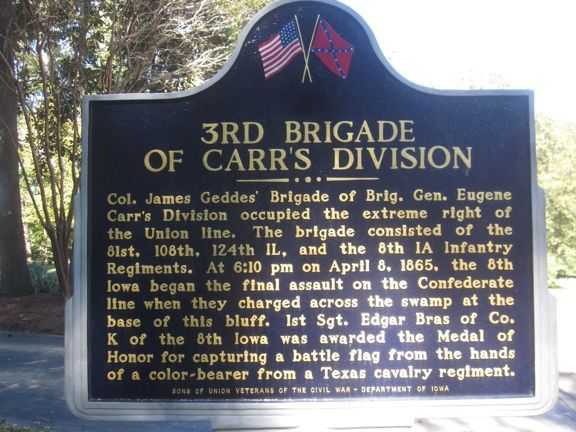 3RD BRIGADE
OF CARR'S DIVISION
Col. James Geddes' Brigade of Brig. Gen. Eugene
Carr's Division occupied the extreme right of
the Union line. The brigade consisted of the
81st, 108th, 124th IL, and the 8th IA Infantry
Regiments. At 6:10 pm on April 8, 1865, the 8th
Iowa began the final assault on the Confederate
line when they charged across the swamp at the
base of this bluff. 1st Sgt. Edgar Bras of Co.
K of the 8th Iowa was awarded the Medal of
Honor for capturing a battle flag from the hands
of a color-bearer from a Texas cavalry regiment.
SONS OF UNION VETERANS OF THE CIVIL WAR - DEPARTMENT OF IOWA